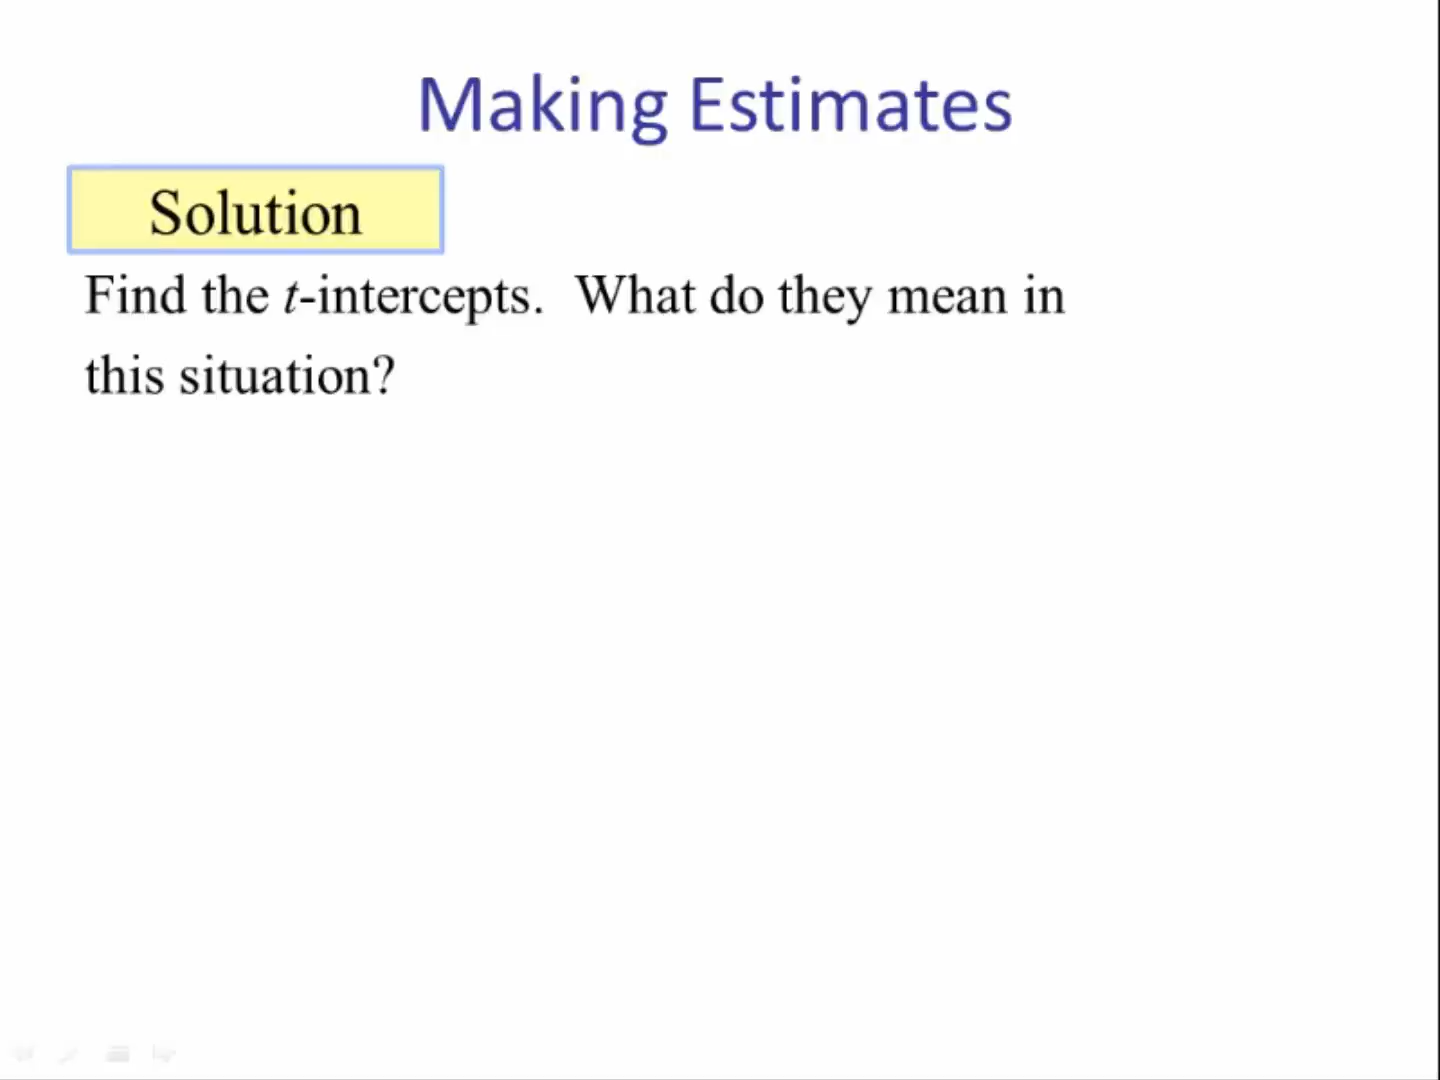 Making Estimates
Solution
Find the t-intercepts. What do they mean in
this situation?